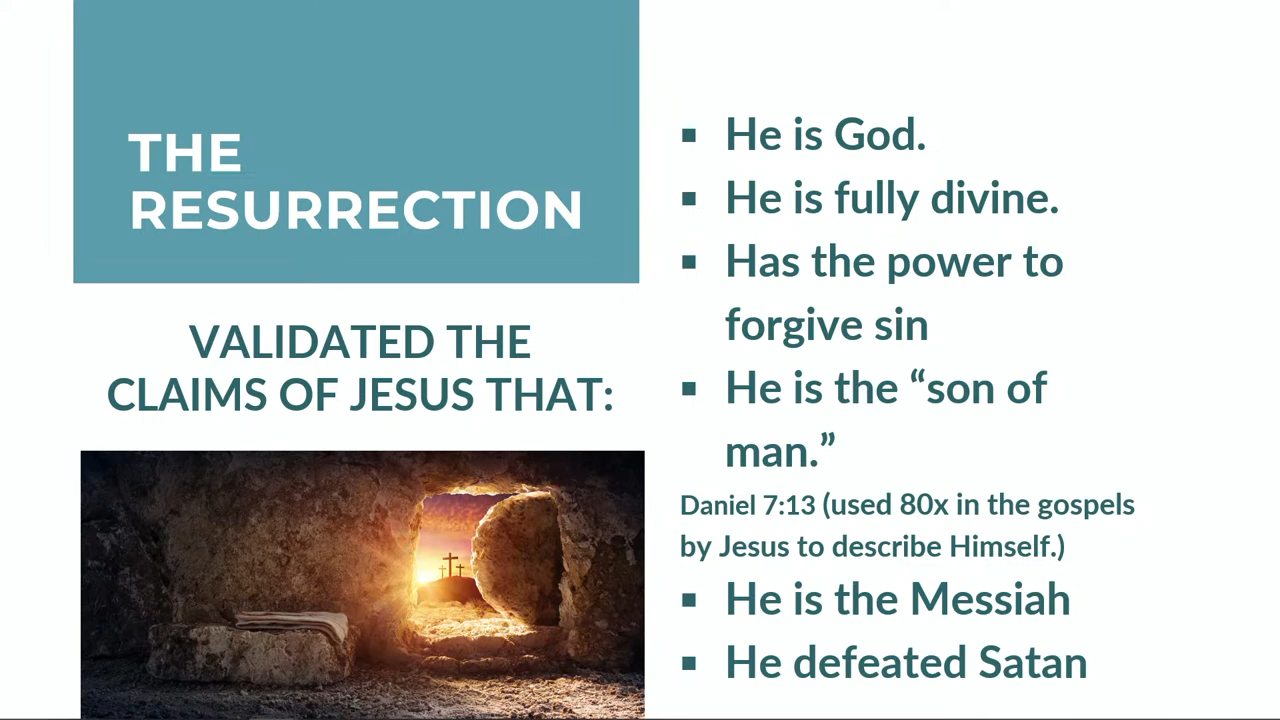 THE
RESURRECTION
VALIDATED THE
CLAIMS OF JESUS THAT:
▪ He is God.
▪ He is fully divine.
▪ Has the power to
forgive sin
▪ He is the “son of
man.”
Daniel 7:13 (used 80x in the gospels
by Jesus to describe Himself.)
▪ He is the Messiah
▪ He defeated Satan